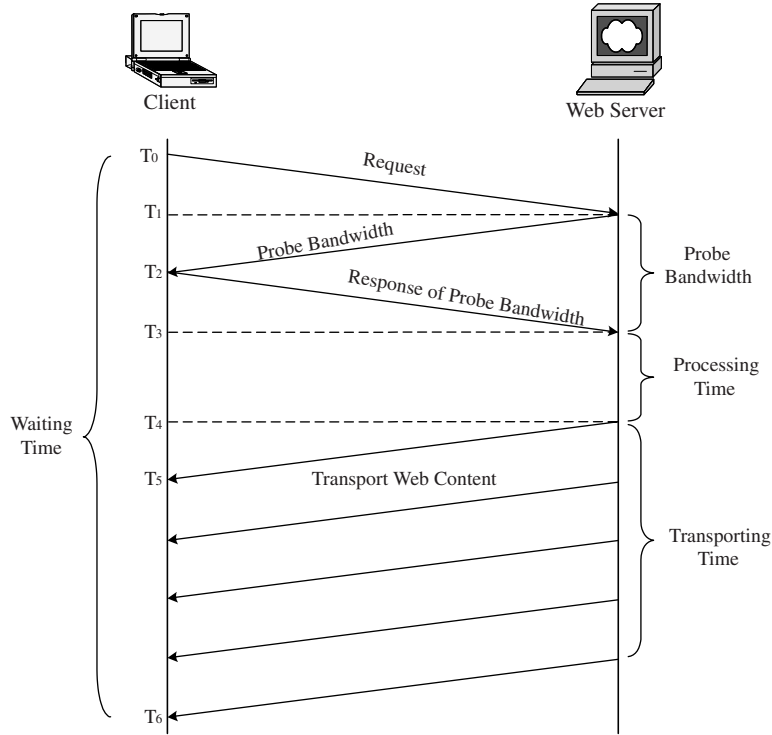 Client
Web Server
T0
Request
T1
Probe Bandwidth
T2
Response of Probe Bandwidth
Probe
Bandwidth
T3
Processing
Time
Waiting
Time
T4
T5
Transport Web Content
Transporting
Time
T6